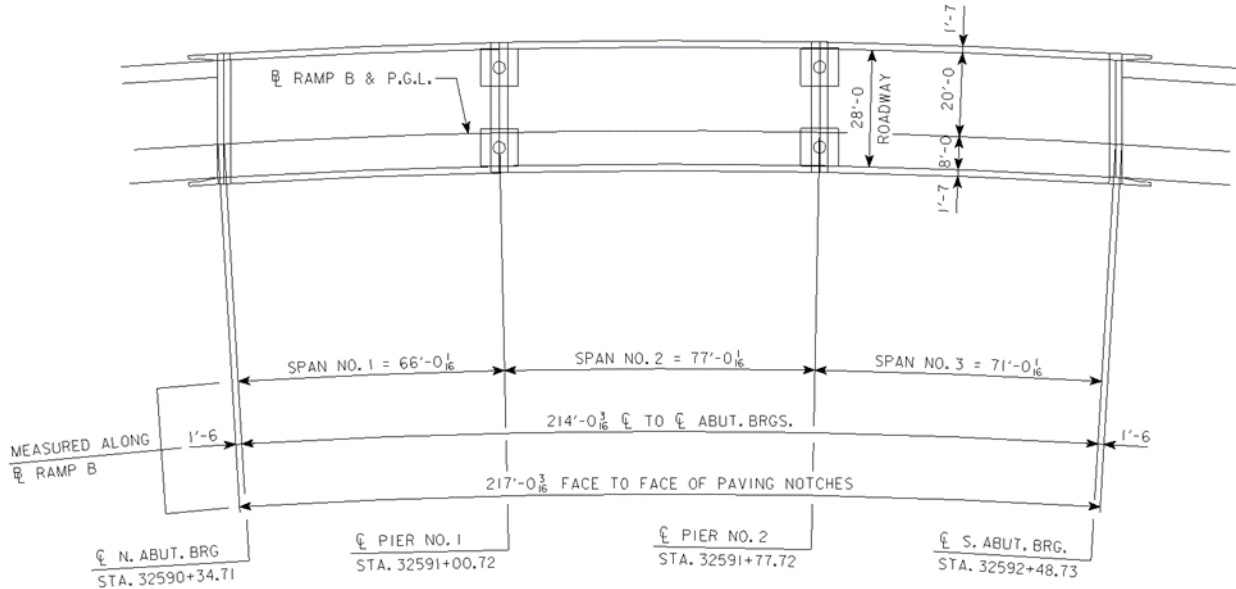 1'-7
℄ RAMP B & P.G.L.
28'-0
ROADWAY
20'-0
8'-0
1'-7
SPAN NO. 1 = 66'-0 1/16
SPAN NO. 2 = 77'-0 1/16
SPAN NO. 3 = 71'-0 1/16
MEASURED ALONG
℄ RAMP B
1'-6
214'-0 3/16 ℄ TO ℄ ABUT. BRGS.
1'-6
217'-0 3/16 FACE TO FACE OF PAVING NOTCHES
℄ N. ABUT. BRG
STA. 32590+34.71
℄ PIER NO. 1
STA. 32591+00.72
℄ PIER NO. 2
STA. 32591+77.72
℄ S. ABUT. BRG.
STA. 32592+48.73